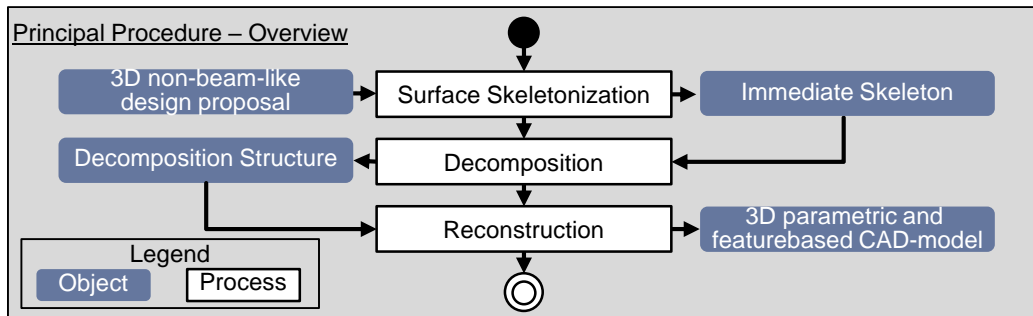 Principal Procedure – Overview
3D non-beam-like
design proposal
Surface Skeletonization
Immediate Skeleton
Decomposition Structure
Decomposition
Reconstruction
3D parametric and
featurebased CAD-model
Legend
Object
Process